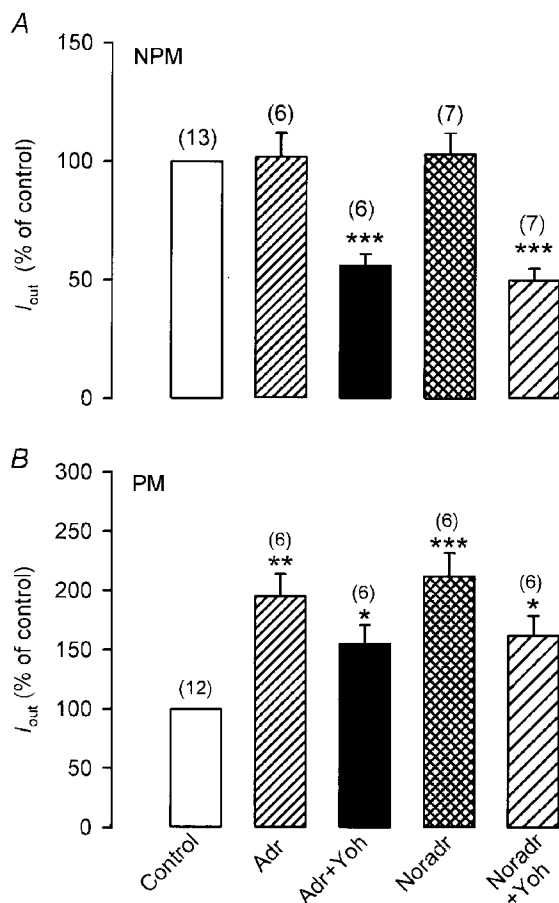 A
NPM
150
100
50
0
I out (% of control)
(13)
(6)
(6)
***
(7)
(7)
***
B
PM
300
250
200
150
100
50
0
I out (% of control)
(12)
(6)
**
(6)
*
(6)
***
(6)
*
Control
Adr
Adr+Yoh
Noradr
Noradr
+Yoh